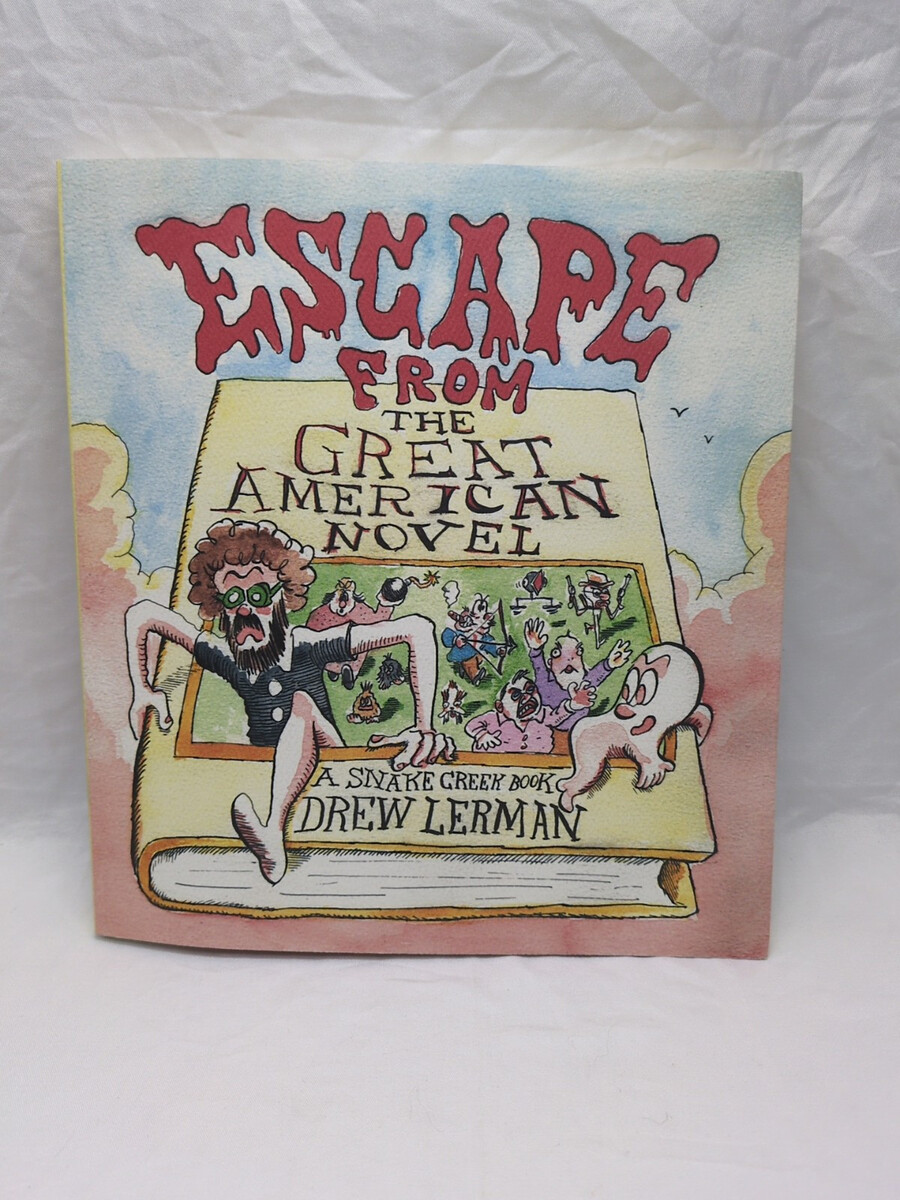 ESCAPE
FROM
THE
GREAT
AMERICAN
NOVEL
A SNAKE CREEK BOOK
DREW LERMAN